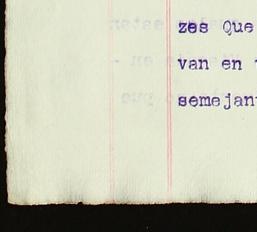 zes Que
van en
semejan